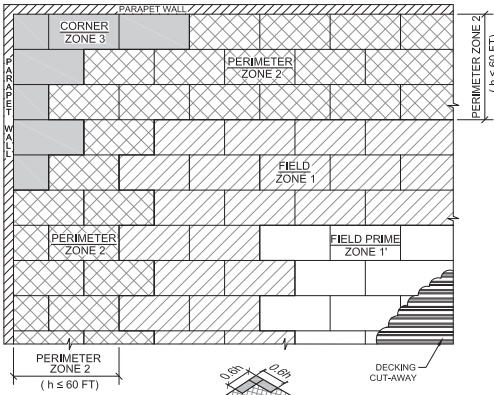 PARAPET WALL
CORNER
ZONE 3
PERIMETER
ZONE 2
PERIMETER ZONE 2
( h ≤ 60 FT)
PARAPET WALL
FIELD
ZONE 1
PERIMETER
ZONE 2
FIELD PRIME
ZONE 1'
PERIMETER
ZONE 2
( h ≤ 60 FT)
0.6h
0.6h
DECKING
CUT-AWAY